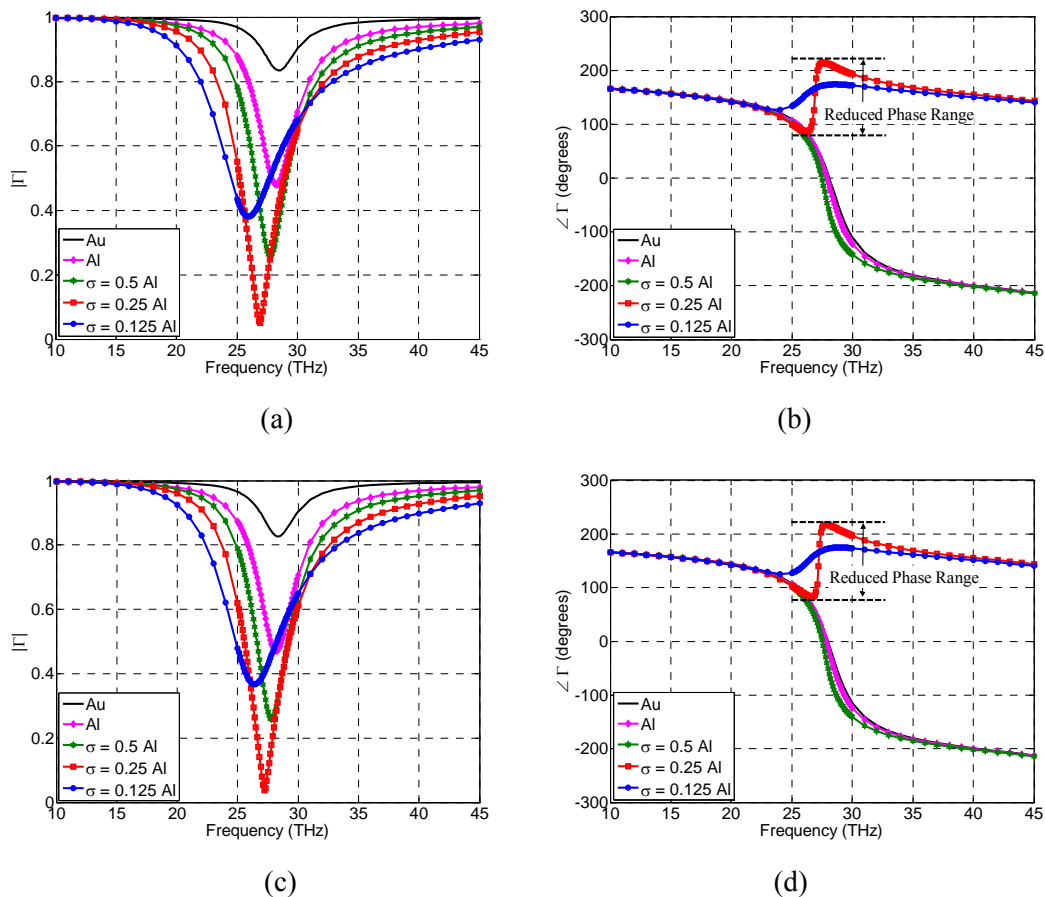 1
0.8
0.6
0.4
0.2
0
|Γ|
Au
Al
σ = 0.5 Al
σ = 0.25 Al
σ = 0.125 Al
10 15 20 25 30 35 40 45
Frequency (THz)
(a)
300
200
100
0
-100
-200
-300
∠ Γ (degrees)
Reduced Phase Range
Au
Al
σ = 0.5 Al
σ = 0.25 Al
σ = 0.125 Al
10 15 20 25 30 35 40 45
Frequency (THz)
(b)
1
0.8
0.6
0.4
0.2
0
|Γ|
Au
Al
σ = 0.5 Al
σ = 0.25 Al
σ = 0.125 Al
10 15 20 25 30 35 40 45
Frequency (THz)
(c)
300
200
100
0
-100
-200
-300
∠ Γ (degrees)
Reduced Phase Range
Au
Al
σ = 0.5 Al
σ = 0.25 Al
σ = 0.125 Al
10 15 20 25 30 35 40 45
Frequency (THz)
(d)